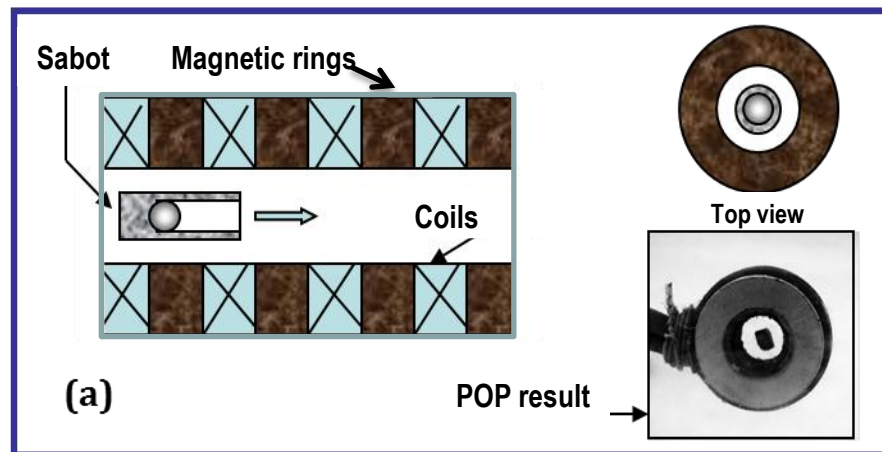 Sabot
Magnetic rings
Coils
Top view
(a)
POP result